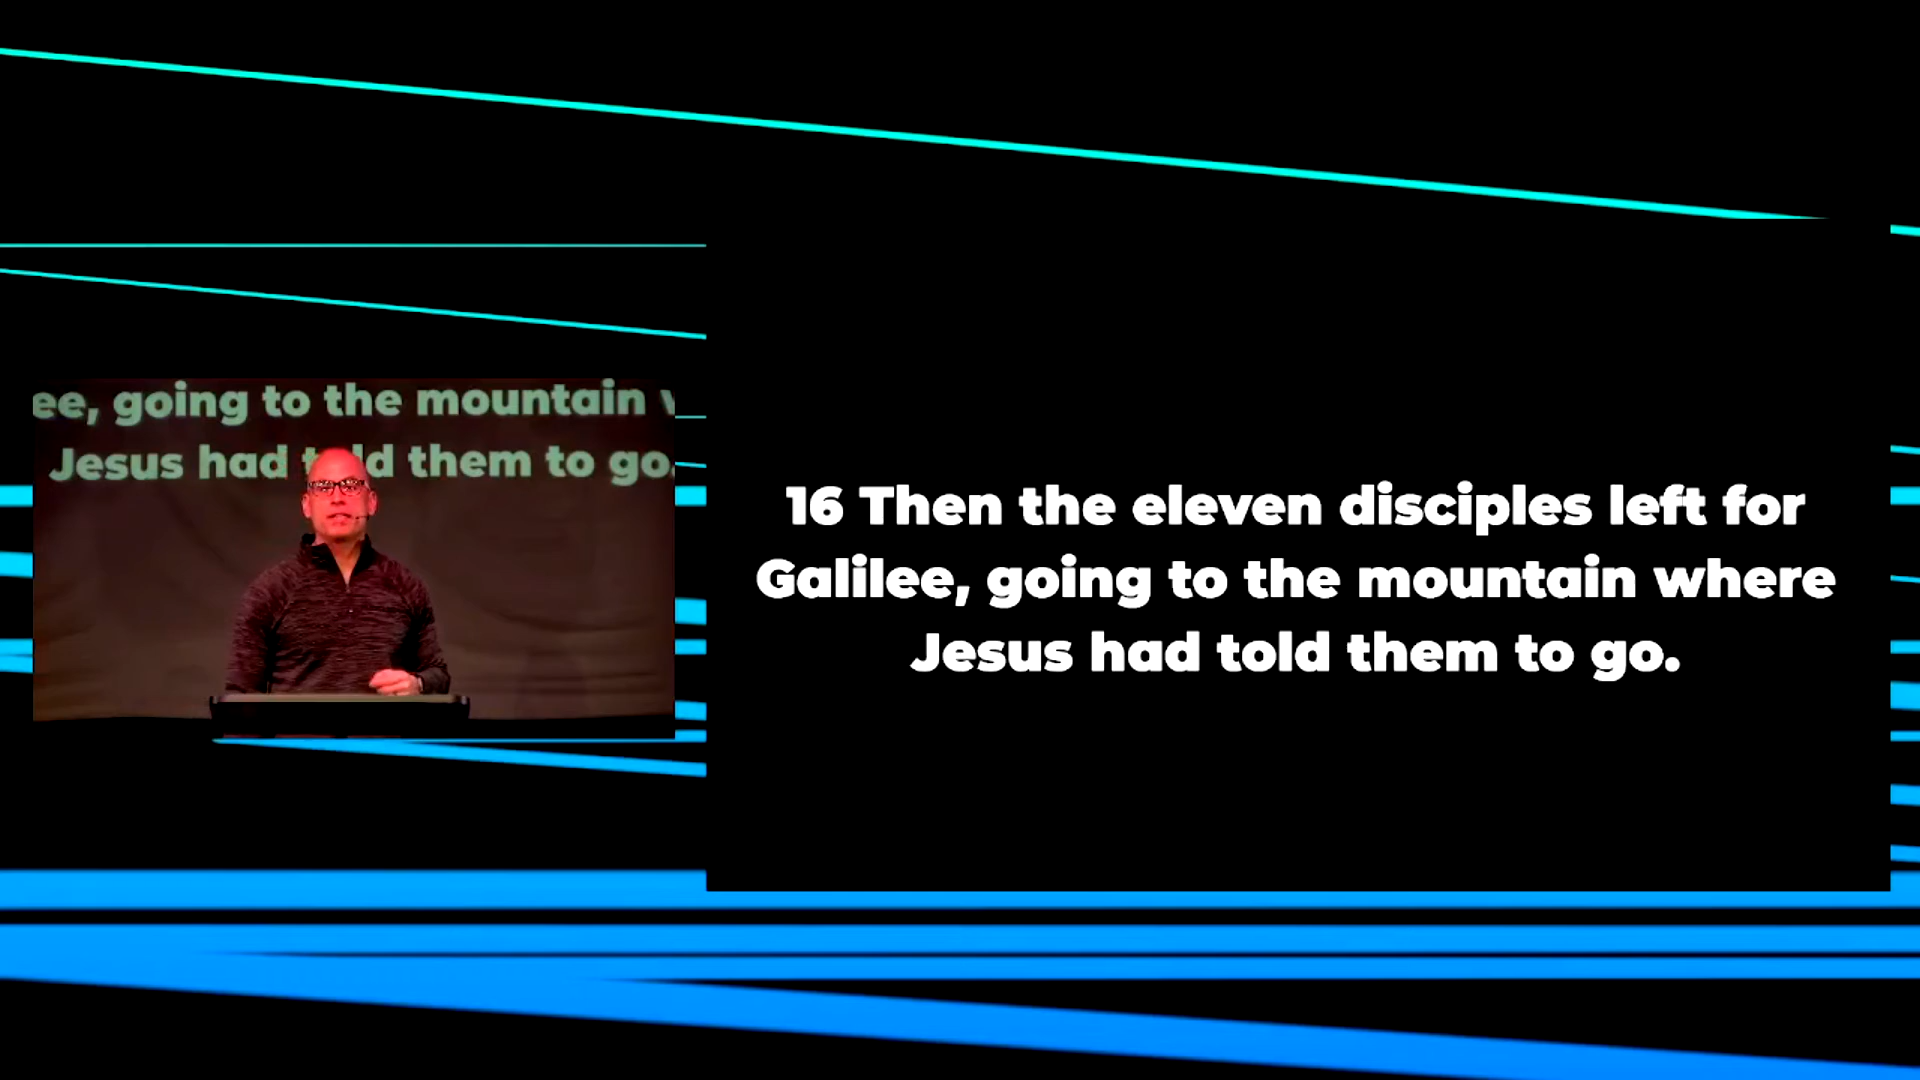 ee, going to the mountain
Jesus had told them to go.
16 Then the eleven disciples left for
Galilee, going to the mountain where
Jesus had told them to go.